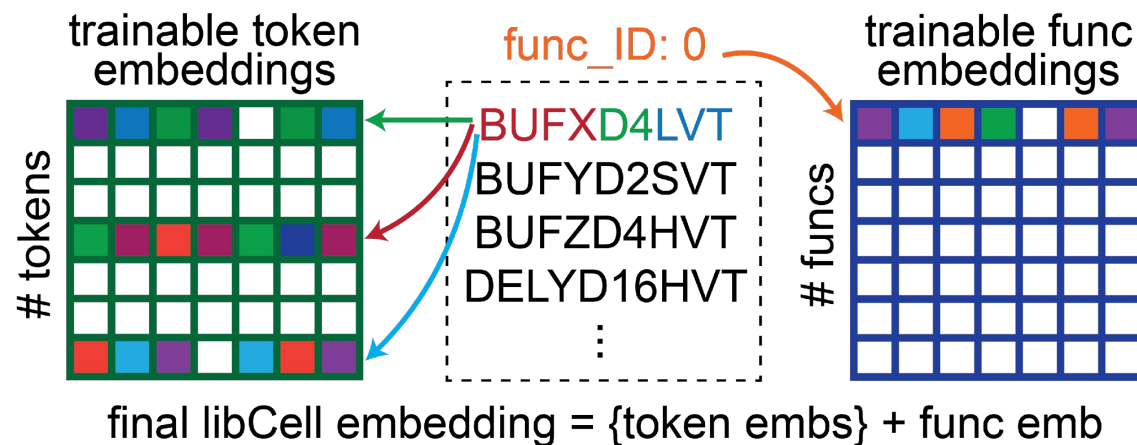 trainable token
embeddings
# tokens
func_ID: 0
BUFXD4LVT
BUFYD2SVT
BUFZD4HVT
DELYD16HVT
⋮
trainable func
embeddings
# funcs
final libCell embedding = {token embs} + func emb